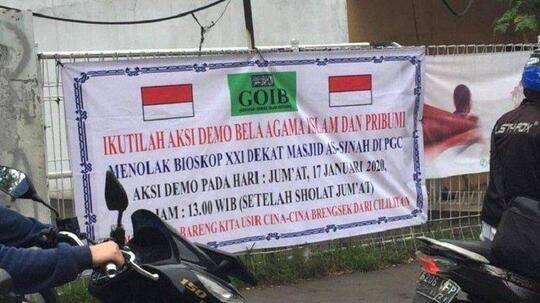 GOIB
IKUTILAH AKSI DEMO BELA AGAMA ISLAM DAN PRIBUMI
MENOLAK BIOSKOP XXI DEKAT MASJID AS-SINAH DI PGC
AKSI DEMO PADA HARI : JUM'AT, 17 JANUARI 2020,
JAM : 13.00 WIB (SETELAH SHOLAT JUM'AT)
BARENG KITA USIR CINA-CINA BRENGSEK DARI CILILITAN
150